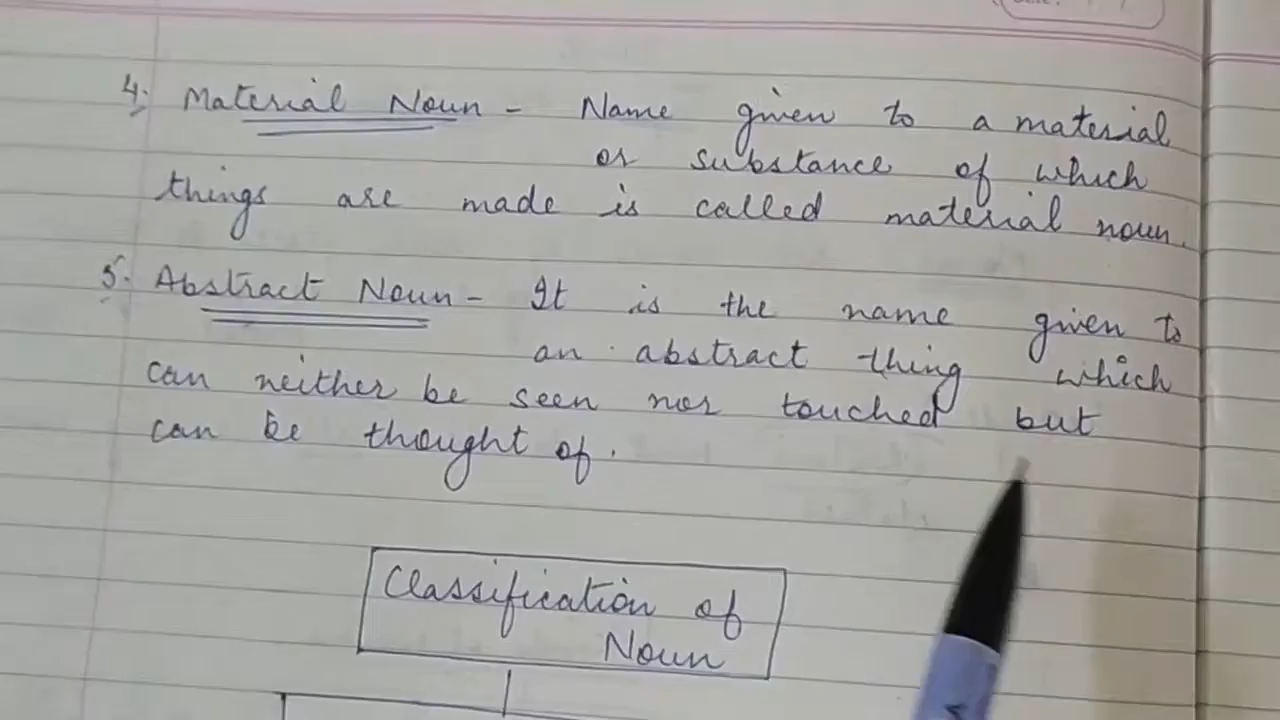 4. Material Noun - Name given to a material
or substance of which
things are made is called material noun.
5. Abstract Noun - It is the name given to
an abstract thing which
can neither be seen nor touched but
can be thought of.
Classification of
Noun